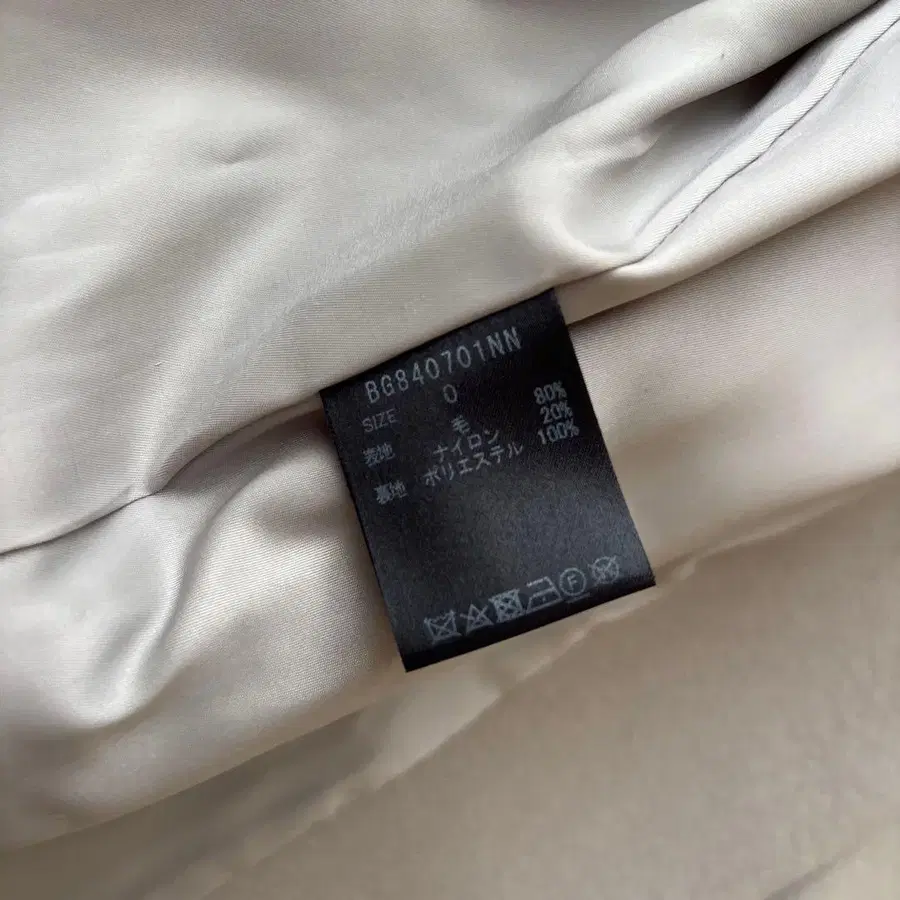 BG840701NN
SIZE 0
表地 毛 80%
ナイロン 20%
裏地 ポリエステル 100%
F